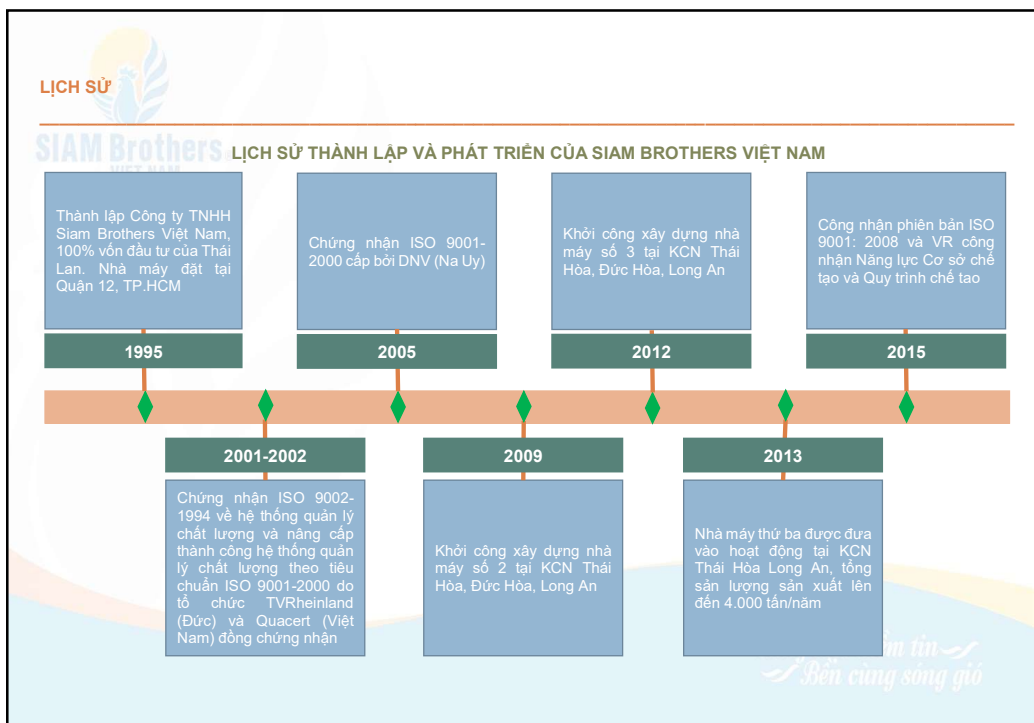 LỊCH SỬ
SIAM Brothers
VIỆT NAM
LỊCH SỬ THÀNH LẬP VÀ PHÁT TRIỂN CỦA SIAM BROTHERS VIỆT NAM
Thành lập Công ty TNHH
Siam Brothers Việt Nam,
100% vốn đầu tư của Thái
Lan. Nhà máy đặt tại
Quận 12, TP.HCM
1995
Chứng nhận ISO 9001-
2000 cấp bởi DNV (Na Uy)
2005
Khởi công xây dựng nhà
máy số 3 tại KCN Thái
Hòa, Đức Hòa, Long An
2012
Công nhận phiên bản ISO
9001: 2008 và VR công
nhận Năng lực Cơ sở chế
tạo và Quy trình chế tao
2015
2001-2002
Chứng nhận ISO 9002-
1994 về hệ thống quản lý
chất lượng và nâng cấp
thành công hệ thống quản
lý chất lượng theo tiêu
chuẩn ISO 9001-2000 do
tổ chức TVRheinland
(Đức) và Quacert (Việt
Nam) đồng chứng nhận
2009
Khởi công xây dựng nhà
máy số 2 tại KCN Thái
Hòa, Đức Hòa, Long An
2013
Nhà máy thứ ba được đưa
vào hoạt động tại KCN
Thái Hòa Long An, tổng
sản lượng sản xuất lên
đến 4.000 tấn/năm
tin
Bền cùng sóng gió